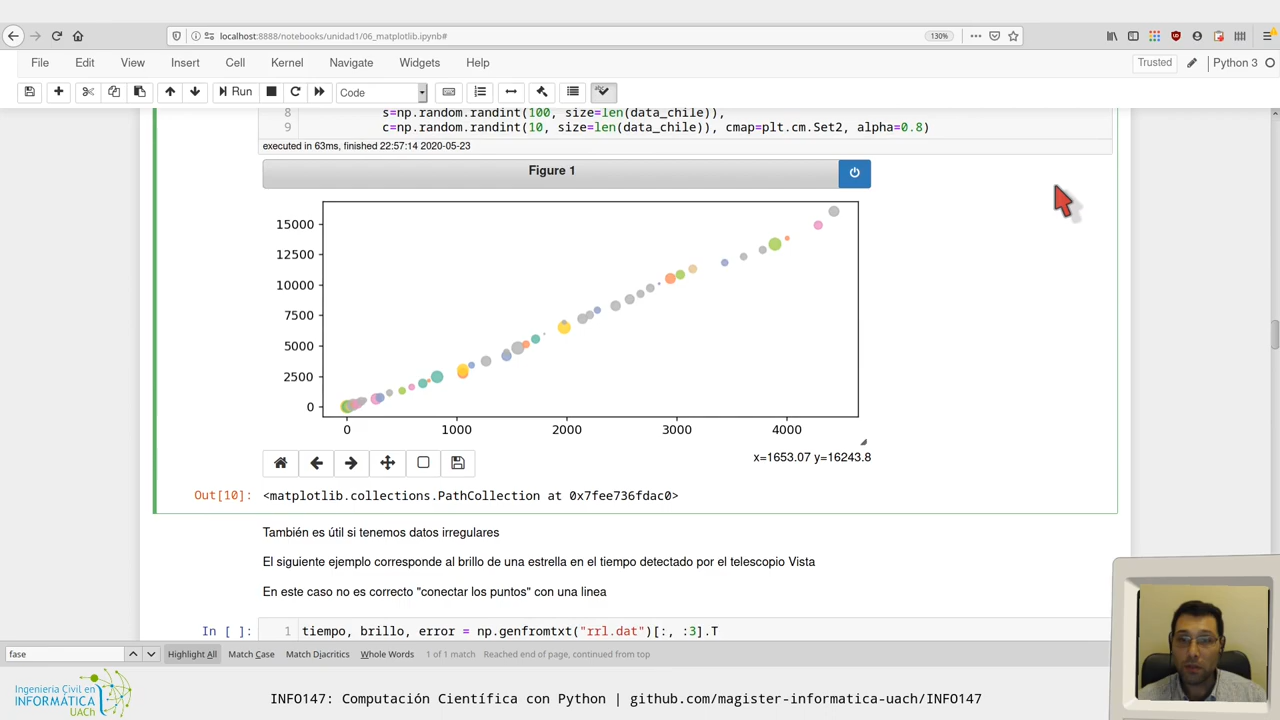 localhost:8888/notebooks/unidad1/06_matplotlib.ipynb#
130%
File Edit View Insert Cell Kernel Navigate Widgets Help
Trusted
Python 3
Run
Code
8 s=np.random.randint(100, size=len(data_chile)),
9 c=np.random.randint(10, size=len(data_chile)), cmap=plt.cm.Set2, alpha=0.8)
executed in 63ms, finished 22:57:14 2020-05-23
Figure 1
15000
12500
10000
7500
5000
2500
0
0 1000 2000 3000 4000
x=1653.07 y=16243.8
Out[10]: <matplotlib.collections.PathCollection at 0x7fee736fdac0>
También es útil si tenemos datos irregulares
El siguiente ejemplo corresponde al brillo de una estrella en el tiempo detectado por el telescopio Vista
En este caso no es correcto "conectar los puntos" con una linea
In [ ]: 1 tiempo, brillo, error = np.genfromtxt("rrl.dat")[:, :3].T
fase
Highlight All Match Case Match Diacritics Whole Words 1 of 1 match Reached end of page, continued from top
Ingeniería Civil en
INFORMÁTICA
UACh
INFO147: Computación Científica con Python | github.com/magister-informatica-uach/INFO147